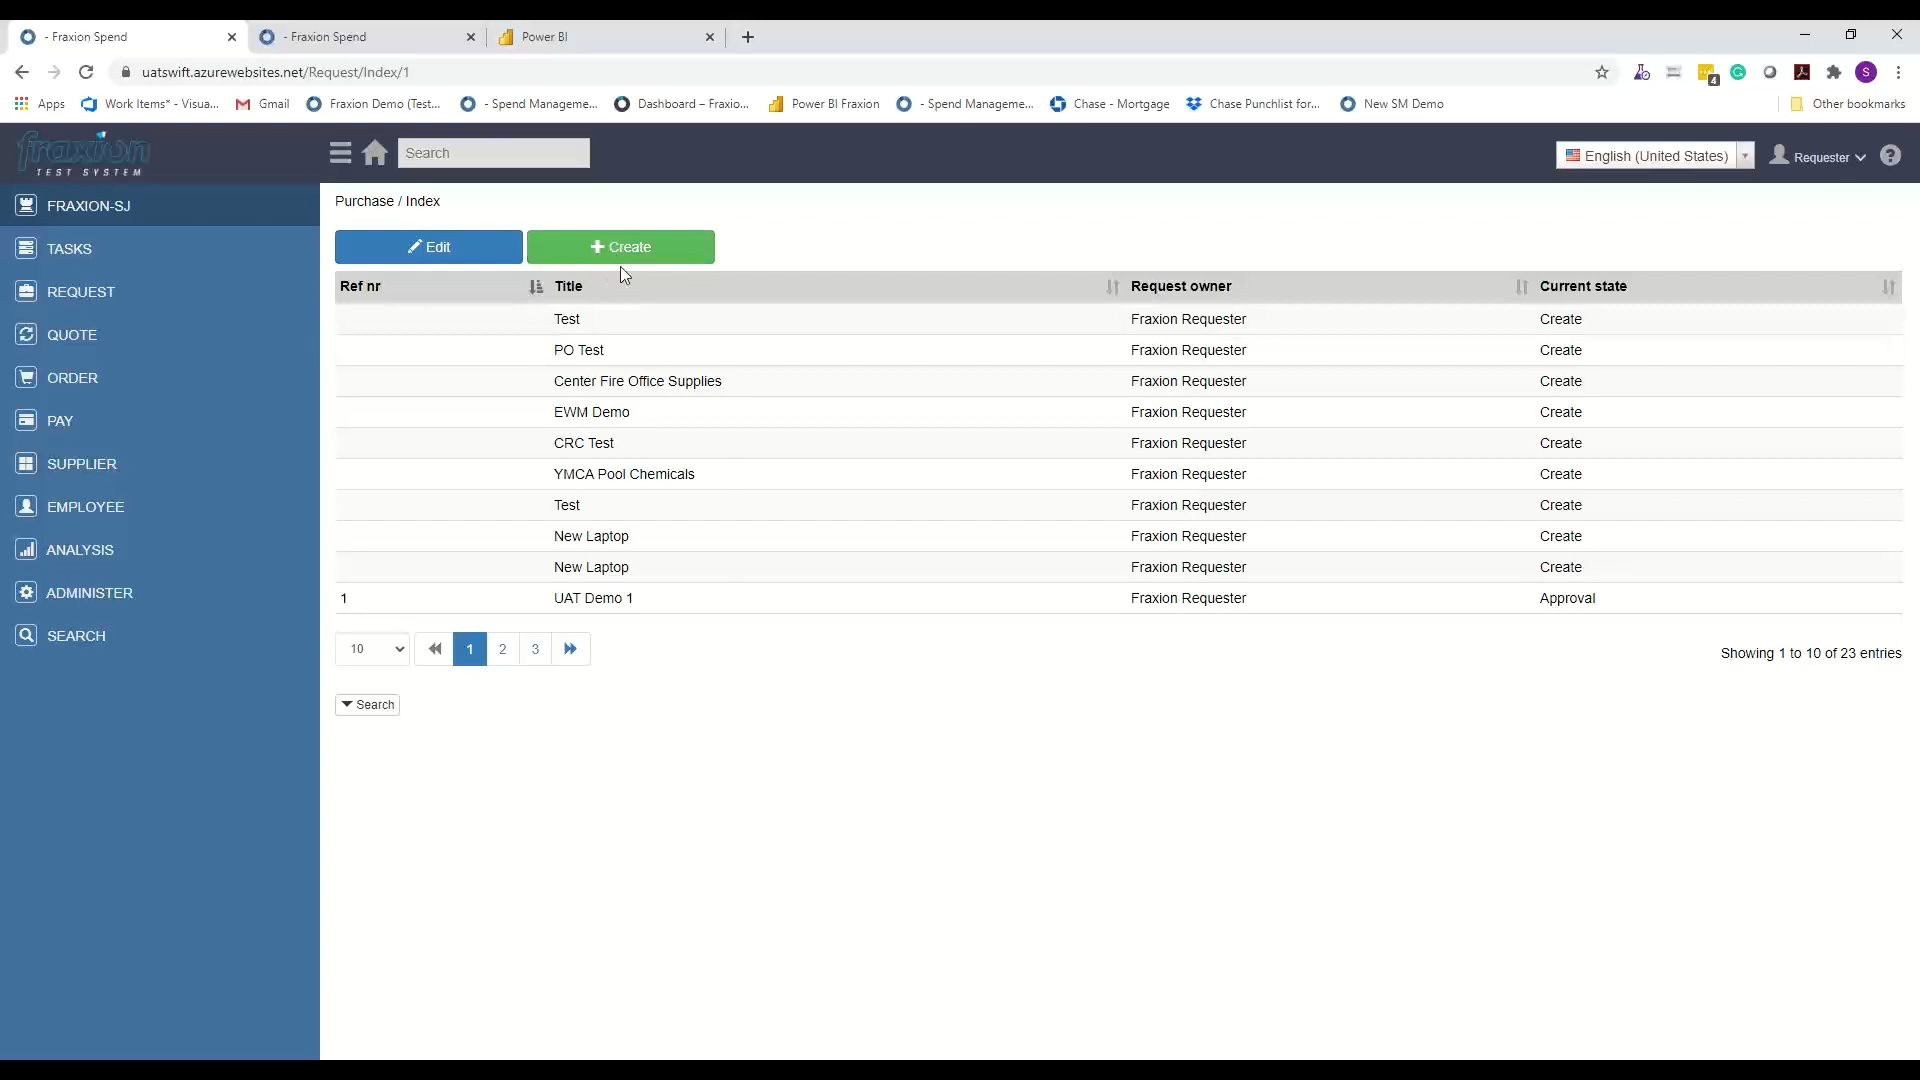 - Fraxion Spend
- Fraxion Spend
Power BI
uatswift.azurewebsites.net/Request/Index/1
4
S
Apps
Work Items* - Visua...
Gmail
Fraxion Demo (Test...
- Spend Manageme...
Dashboard – Fraxio...
Power BI Fraxion
- Spend Manageme...
Chase - Mortgage
Chase Punchlist for...
New SM Demo
Other bookmarks
fraxion
TEST SYSTEM
Search
English (United States)
Requester
?
FRAXION-SJ
TASKS
REQUEST
QUOTE
ORDER
PAY
SUPPLIER
EMPLOYEE
ANALYSIS
ADMINISTER
SEARCH
Purchase / Index
Edit
Create
Ref nr Title Request owner Current state
Test Fraxion Requester Create
PO Test Fraxion Requester Create
Center Fire Office Supplies Fraxion Requester Create
EWM Demo Fraxion Requester Create
CRC Test Fraxion Requester Create
YMCA Pool Chemicals Fraxion Requester Create
Test Fraxion Requester Create
New Laptop Fraxion Requester Create
New Laptop Fraxion Requester Create
1 UAT Demo 1 Fraxion Requester Approval
10
1 2 3
Showing 1 to 10 of 23 entries
Search